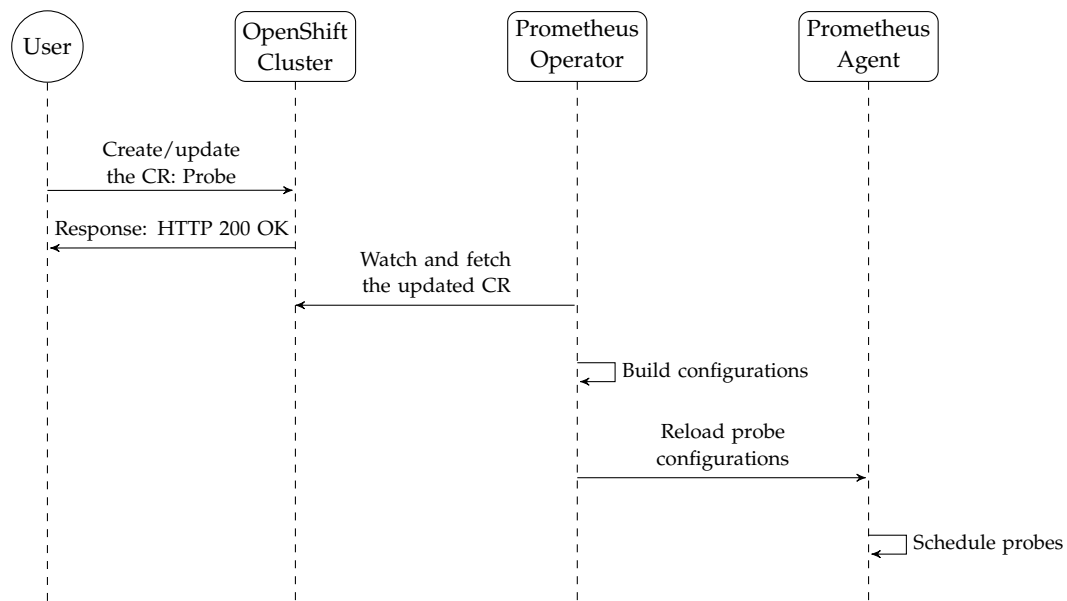 User
OpenShift
Cluster
Prometheus
Operator
Prometheus
Agent
Create/update
the CR: Probe
Response: HTTP 200 OK
Watch and fetch
the updated CR
Build configurations
Reload probe
configurations
Schedule probes